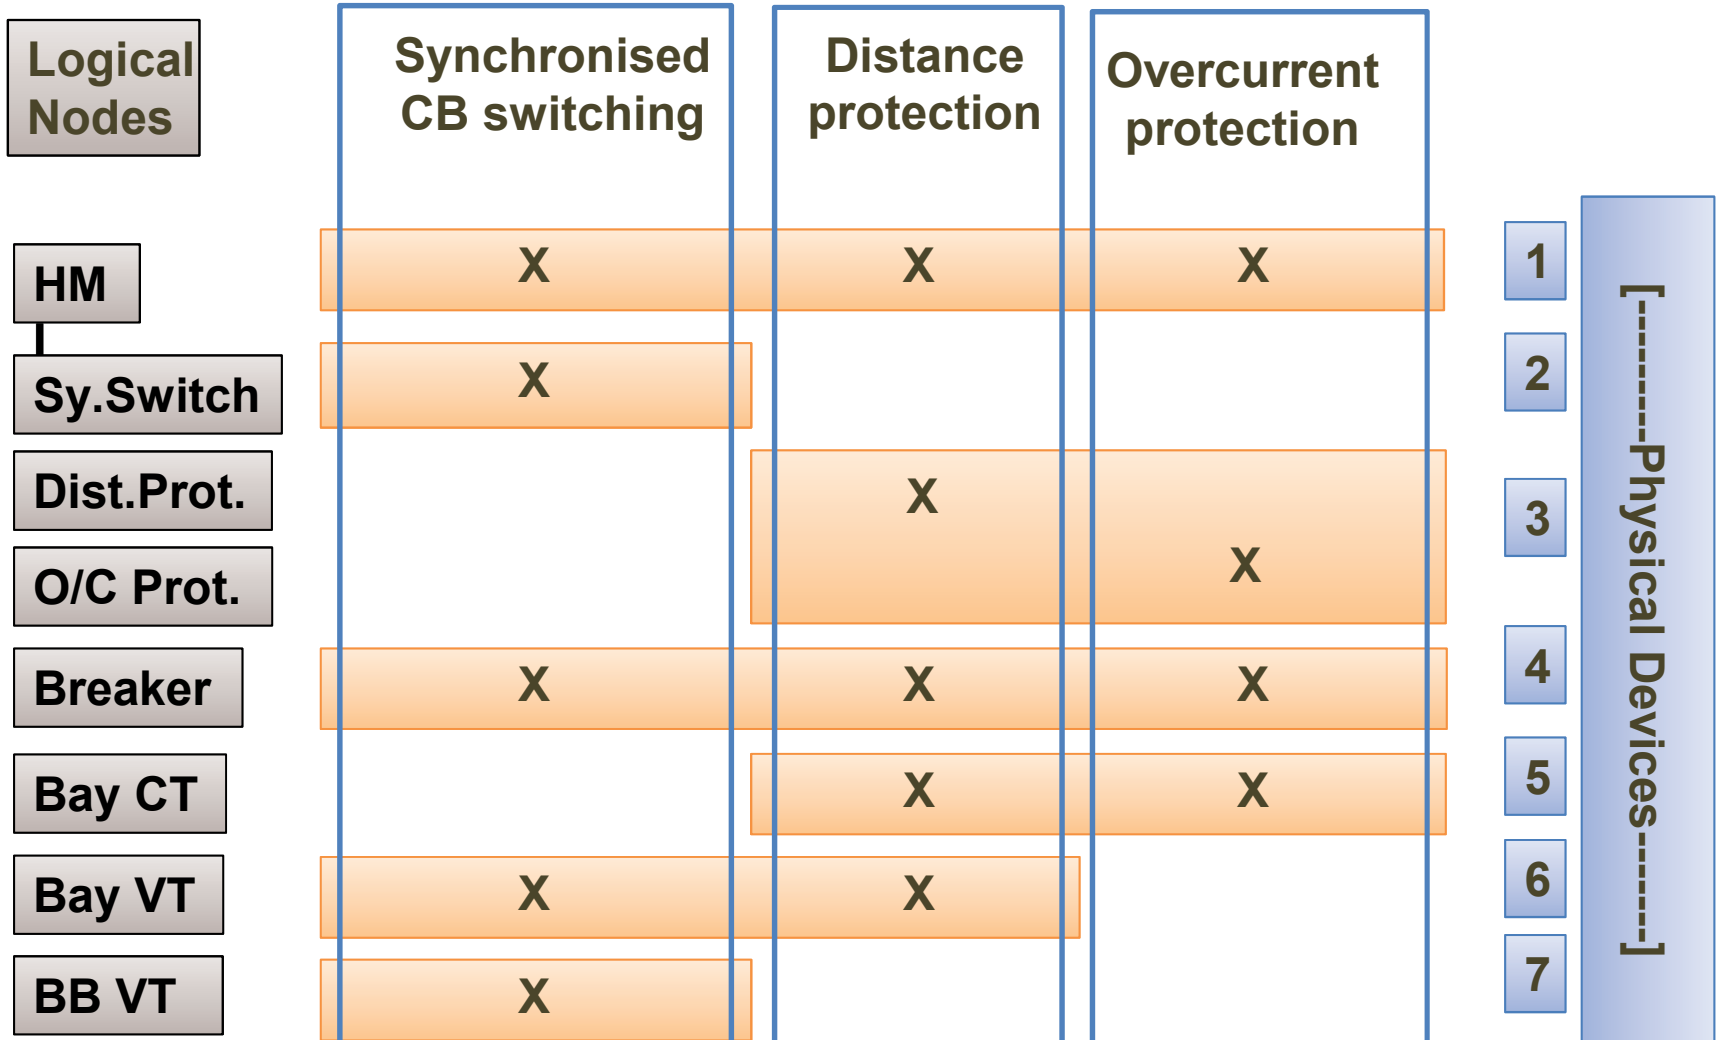 Logical
Nodes
Synchronised
CB switching
Distance
protection
Overcurrent
protection
HM
X
X
X
1
Sy.Switch
X
2
Dist.Prot.
X
3
O/C Prot.
X
Breaker
X
X
X
4
Bay CT
X
X
5
Bay VT
X
X
6
BB VT
X
7
[----------Physical Devices-------]